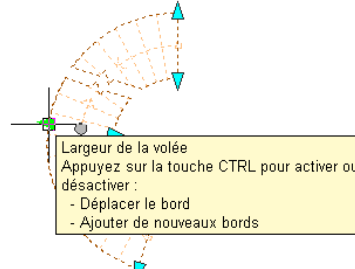 Largeur de la volée
Appuyez sur la touche CTRL pour activer ou
désactiver :
- Déplacer le bord
- Ajouter de nouveaux bords